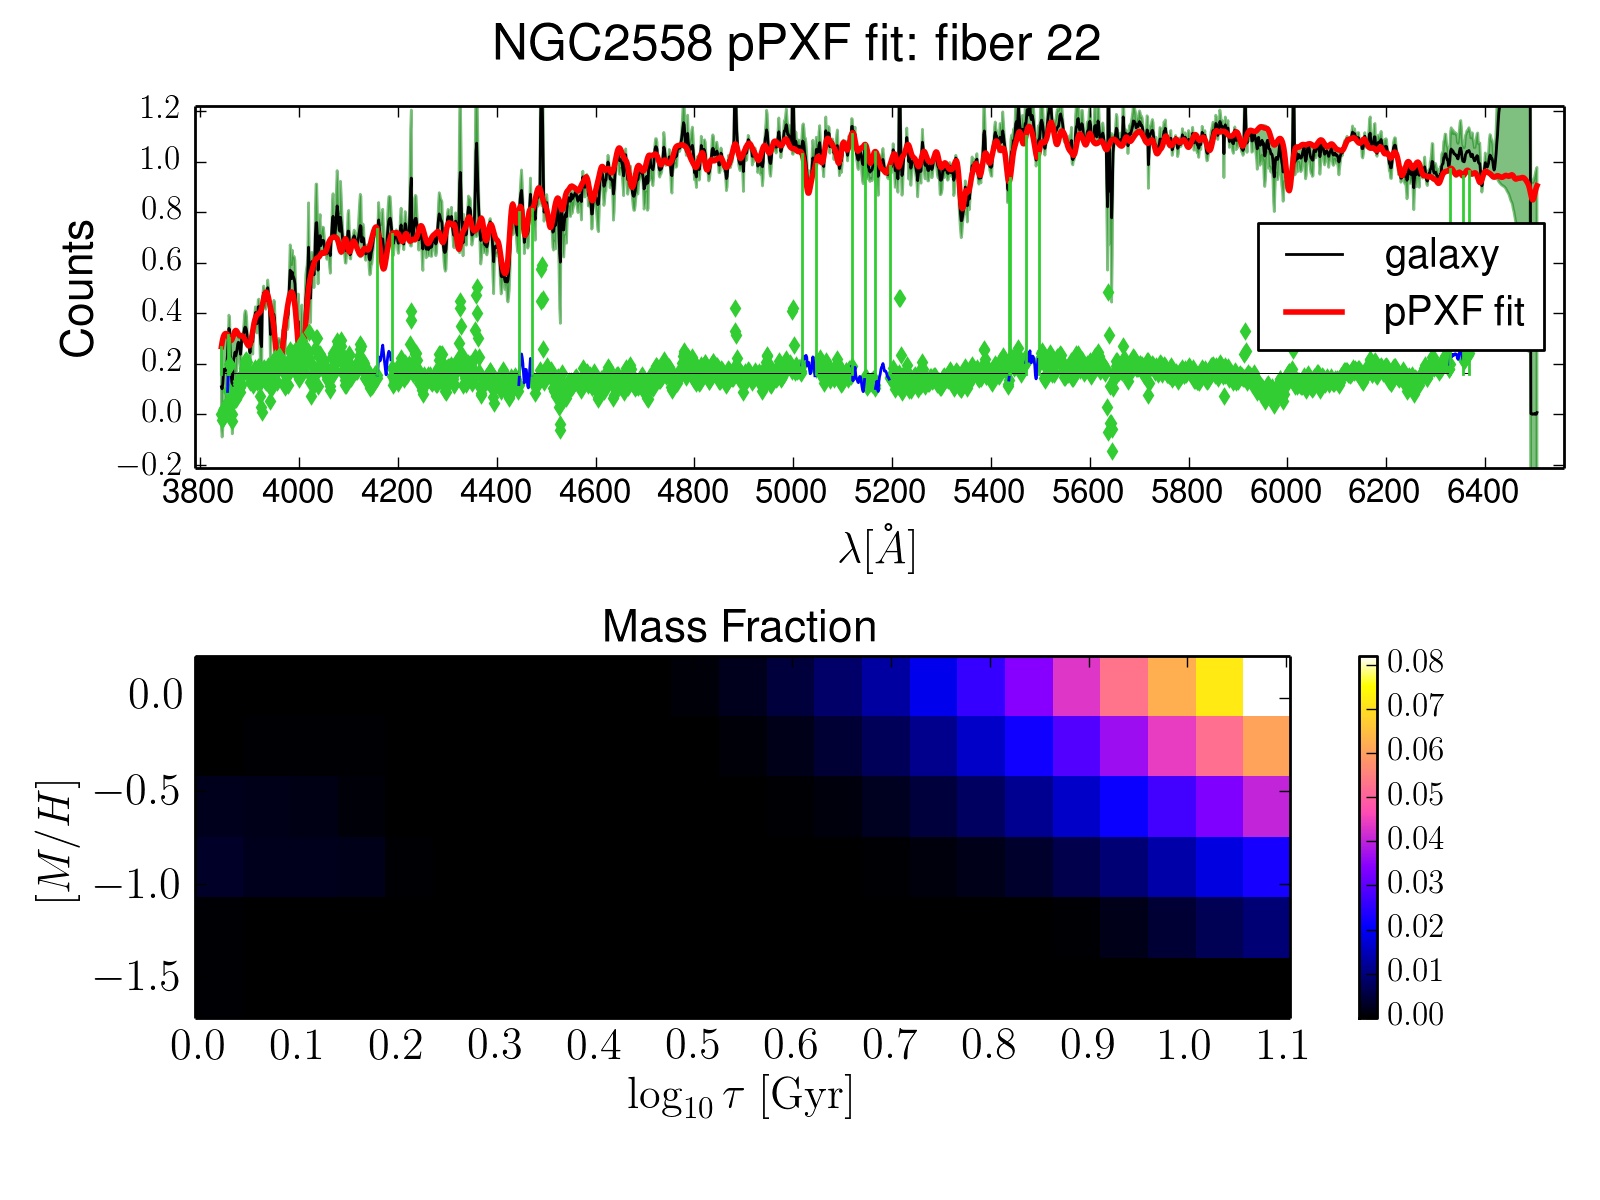 NGC2558 pPXF fit: fiber 22
Counts
1.2
1.0
0.8
0.6
0.4
0.2
0.0
−0.2
galaxy
pPXF fit
3800 4000 4200 4400 4600 4800 5000 5200 5400 5600 5800 6000 6200 6400
λ[Å]
Mass Fraction
[M/H]
0.0
−0.5
−1.0
−1.5
0.0 0.1 0.2 0.3 0.4 0.5 0.6 0.7 0.8 0.9 1.0 1.1
log₁₀ τ [Gyr]
0.08
0.07
0.06
0.05
0.04
0.03
0.02
0.01
0.00